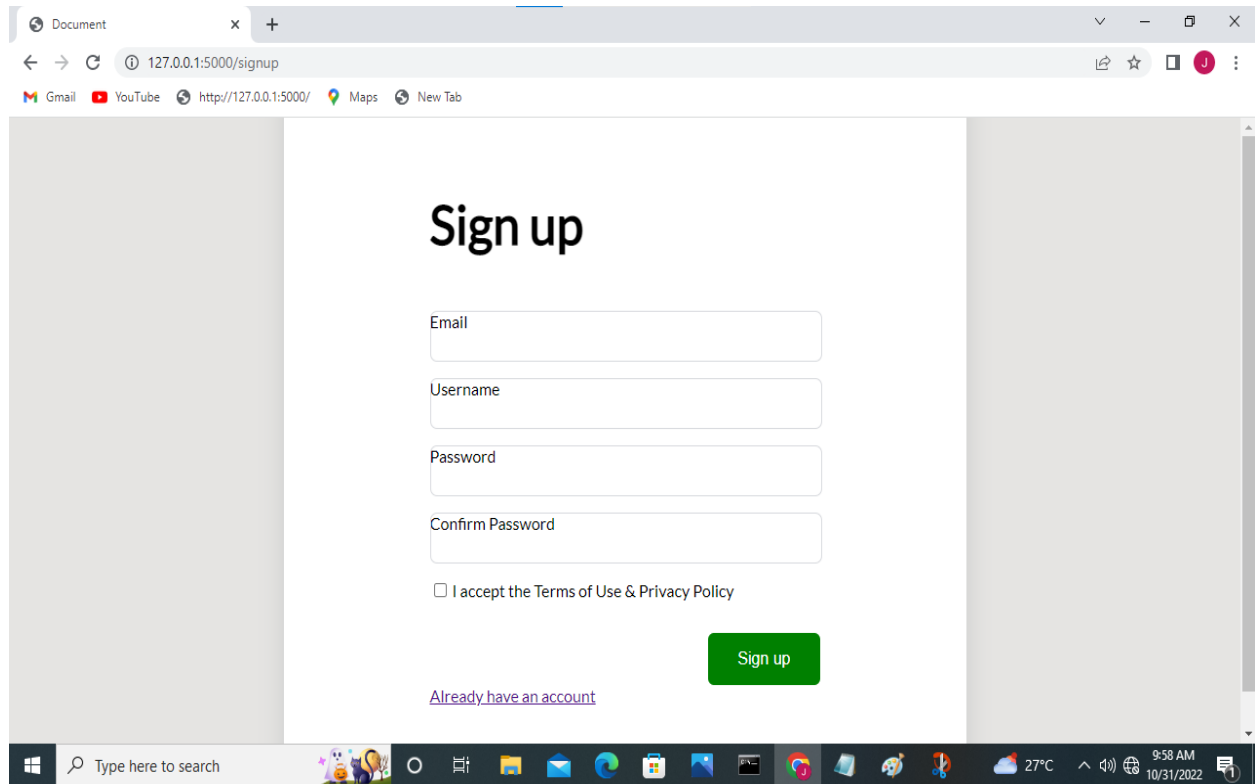 Document
127.0.0.1:5000/signup
J
Gmail YouTube http://127.0.0.1:5000/ Maps New Tab
Sign up
Email
Username
Password
Confirm Password
I accept the Terms of Use & Privacy Policy
Sign up
Already have an account
Type here to search
27°C
9:58 AM
10/31/2022
1